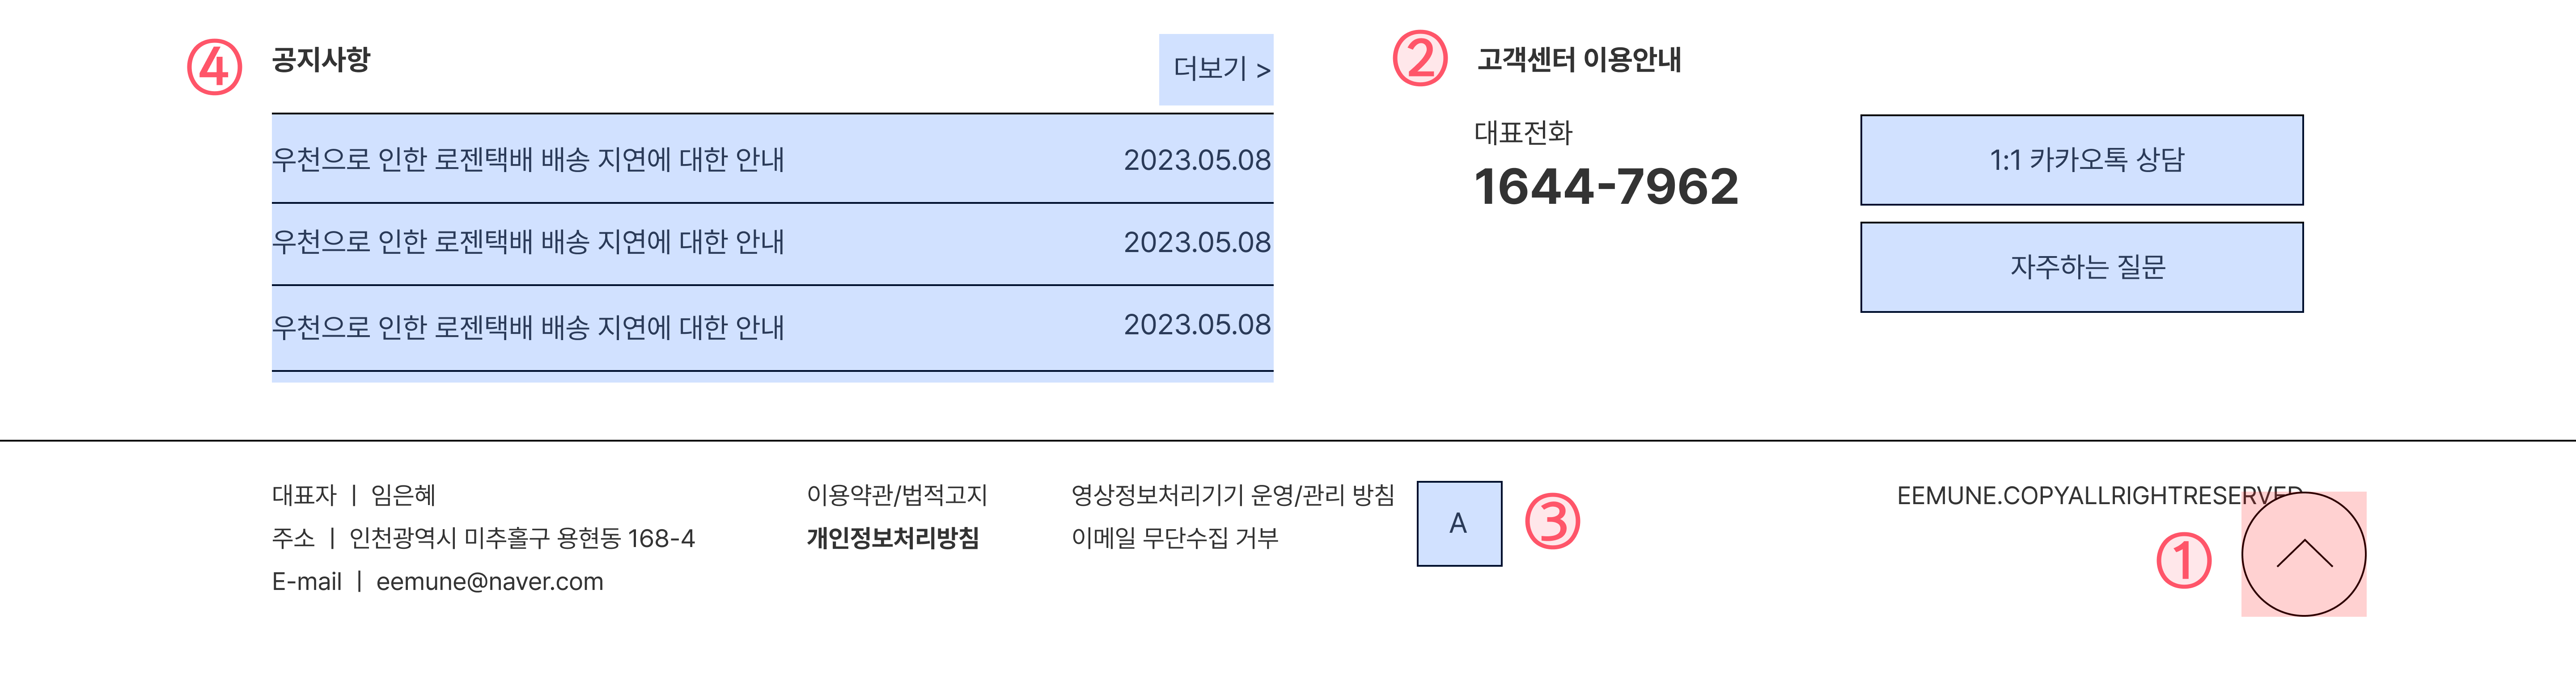 ④ 공지사항
더보기 >
우천으로 인한 로젠택배 배송 지연에 대한 안내 2023.05.08
우천으로 인한 로젠택배 배송 지연에 대한 안내 2023.05.08
우천으로 인한 로젠택배 배송 지연에 대한 안내 2023.05.08
② 고객센터 이용안내
대표전화
1644-7962
1:1 카카오톡 상담
자주하는 질문
대표자 | 임은혜
주소 | 인천광역시 미추홀구 용현동 168-4
E-mail | eemune@naver.com
이용약관/법적고지
개인정보처리방침
영상정보처리기기 운영/관리 방침
이메일 무단수집 거부
A
③
EEMUNE.COPYALLRIGHTRESERVED
①